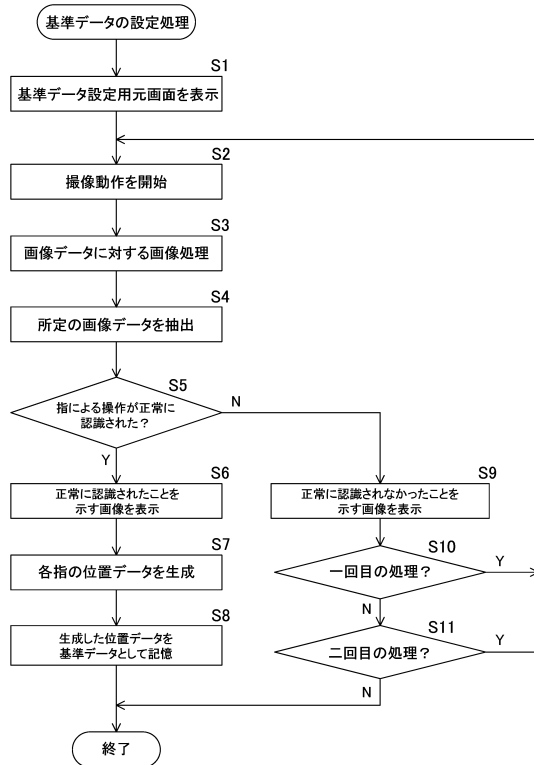 基準データの設定処理
S1
基準データ設定用元画面を表示
S2
撮像動作を開始
S3
画像データに対する画像処理
S4
所定の画像データを抽出
S5
指による操作が正常に
認識された？
N
Y
S6
正常に認識されたことを
示す画像を表示
S9
正常に認識されなかったことを
示す画像を表示
S7
各指の位置データを生成
S10
一回目の処理？
Y
N
S8
生成した位置データを
基準データとして記憶
S11
二回目の処理？
Y
N
終了